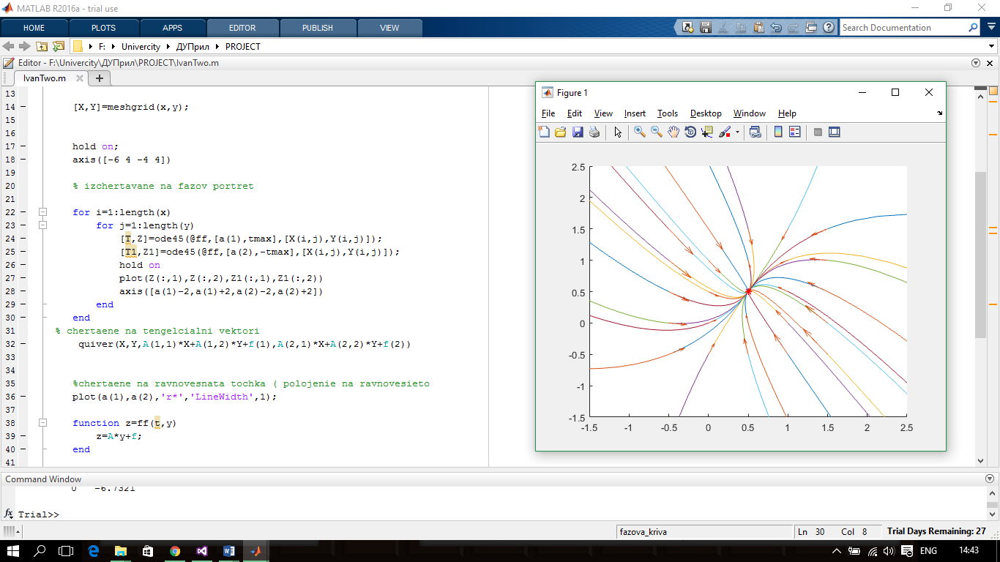 MATLAB R2016a - trial use
HOME PLOTS APPS EDITOR PUBLISH VIEW Search Documentation
F: Univercity ДУПрил PROJECT
Editor - F:\Univercity\ДУПрил\PROJECT\IvanTwo.m
IvanTwo.m
13
14 [X,Y]=meshgrid(x,y);
15
16
17 hold on;
18 axis([-6 4 -4 4])
19
20 % izchertavane na fazov portret
21
22 for i=1:length(x)
23 for j=1:length(y)
24 [T,Z]=ode45(@ff,[a(1),tmax],[X(i,j),Y(i,j)]);
25 [T1,Z1]=ode45(@ff,[a(2),-tmax],[X(i,j),Y(i,j)]);
26 hold on
27 plot(Z(:,1),Z(:,2),Z1(:,1),Z1(:,2))
28 axis([a(1)-2,a(1)+2,a(2)-2,a(2)+2])
29 end
30 end
31 % chertaene na tengelcialni vektori
32 quiver(X,Y,A(1,1)*X+A(1,2)*Y+f(1),A(2,1)*X+A(2,2)*Y+f(2))
33
34
35 %chertaene na ravnovesnata tochka ( polojenie na ravnovesieto
36 plot(a(1),a(2),'r*','LineWidth',1);
37
38 function z=ff(t,y)
39 z=A*y+f;
40 end
41
Figure 1
File Edit View Insert Tools Desktop Window Help
2.5
2
1.5
1
0.5
0
-0.5
-1
-1.5
-1.5 -1 -0.5 0 0.5 1 1.5 2 2.5
Command Window
0 -6.7321
fx Trial>>
fazova_kriva Ln 30 Col 8 Trial Days Remaining: 27
ENG 14:43